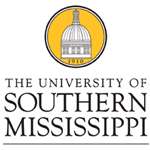 1910
THE UNIVERSITY OF
SOUTHERN
MISSISSIPPI